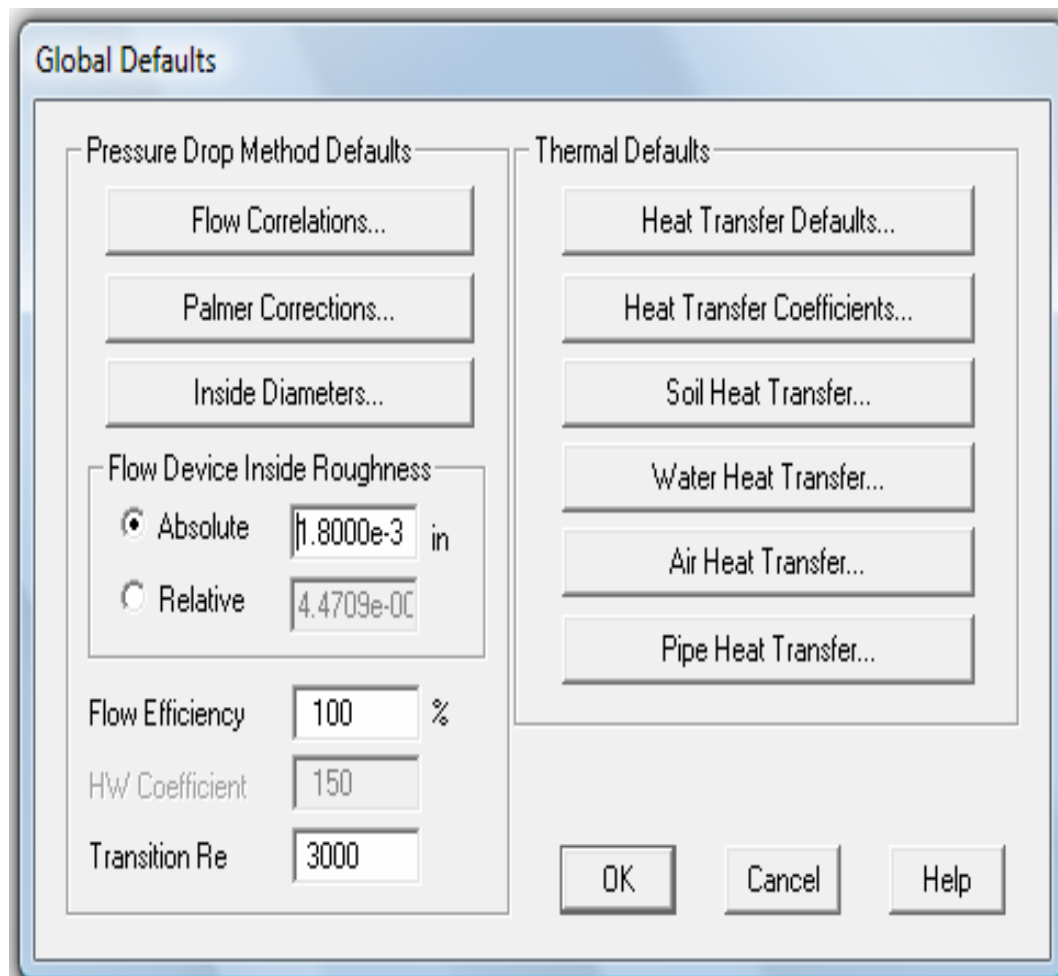 Global Defaults
Pressure Drop Method Defaults
Flow Correlations...
Palmer Corrections...
Inside Diameters...
Flow Device Inside Roughness
Absolute 1.8000e-3 in
Relative 4.4709e-00
Flow Efficiency 100 %
HW Coefficient 150
Transition Re 3000
Thermal Defaults
Heat Transfer Defaults...
Heat Transfer Coefficients...
Soil Heat Transfer...
Water Heat Transfer...
Air Heat Transfer...
Pipe Heat Transfer...
OK Cancel Help